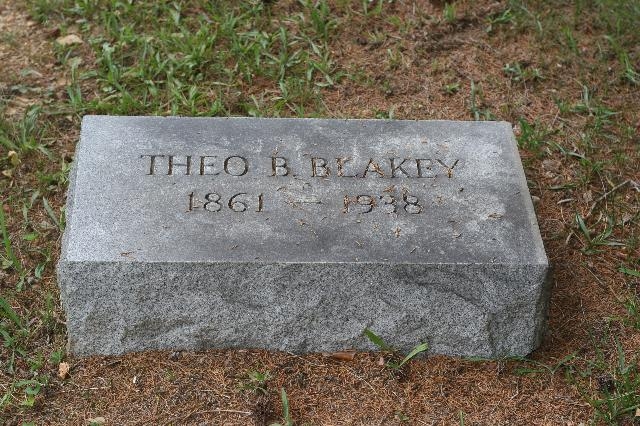 THEO B. BLAKEY
1861 — 1938